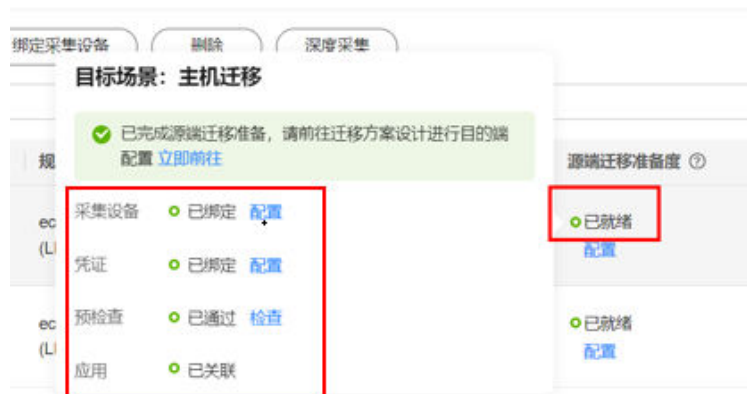 绑定采集设备 删除 深度采集
目标场景：主机迁移
已完成源端迁移准备，请前往迁移方案设计进行目的端
配置 立即前往
规 源端迁移准备度
采集设备 已绑定 配置
ec 已就绪
(LI 配置
凭证 已绑定 配置
预检查 已通过 检查
ec 已就绪
(LI 配置
应用 已关联